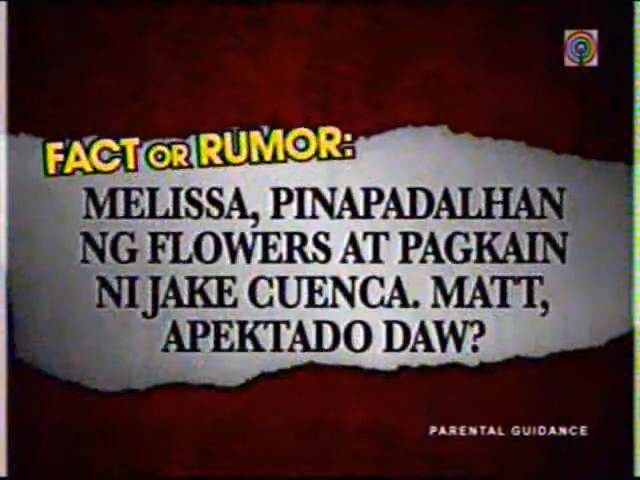 FACT OR RUMOR:
MELISSA, PINAPADALHAN
NG FLOWERS AT PAGKAIN
NI JAKE CUENCA. MATT,
APEKTADO DAW?
PARENTAL GUIDANCE